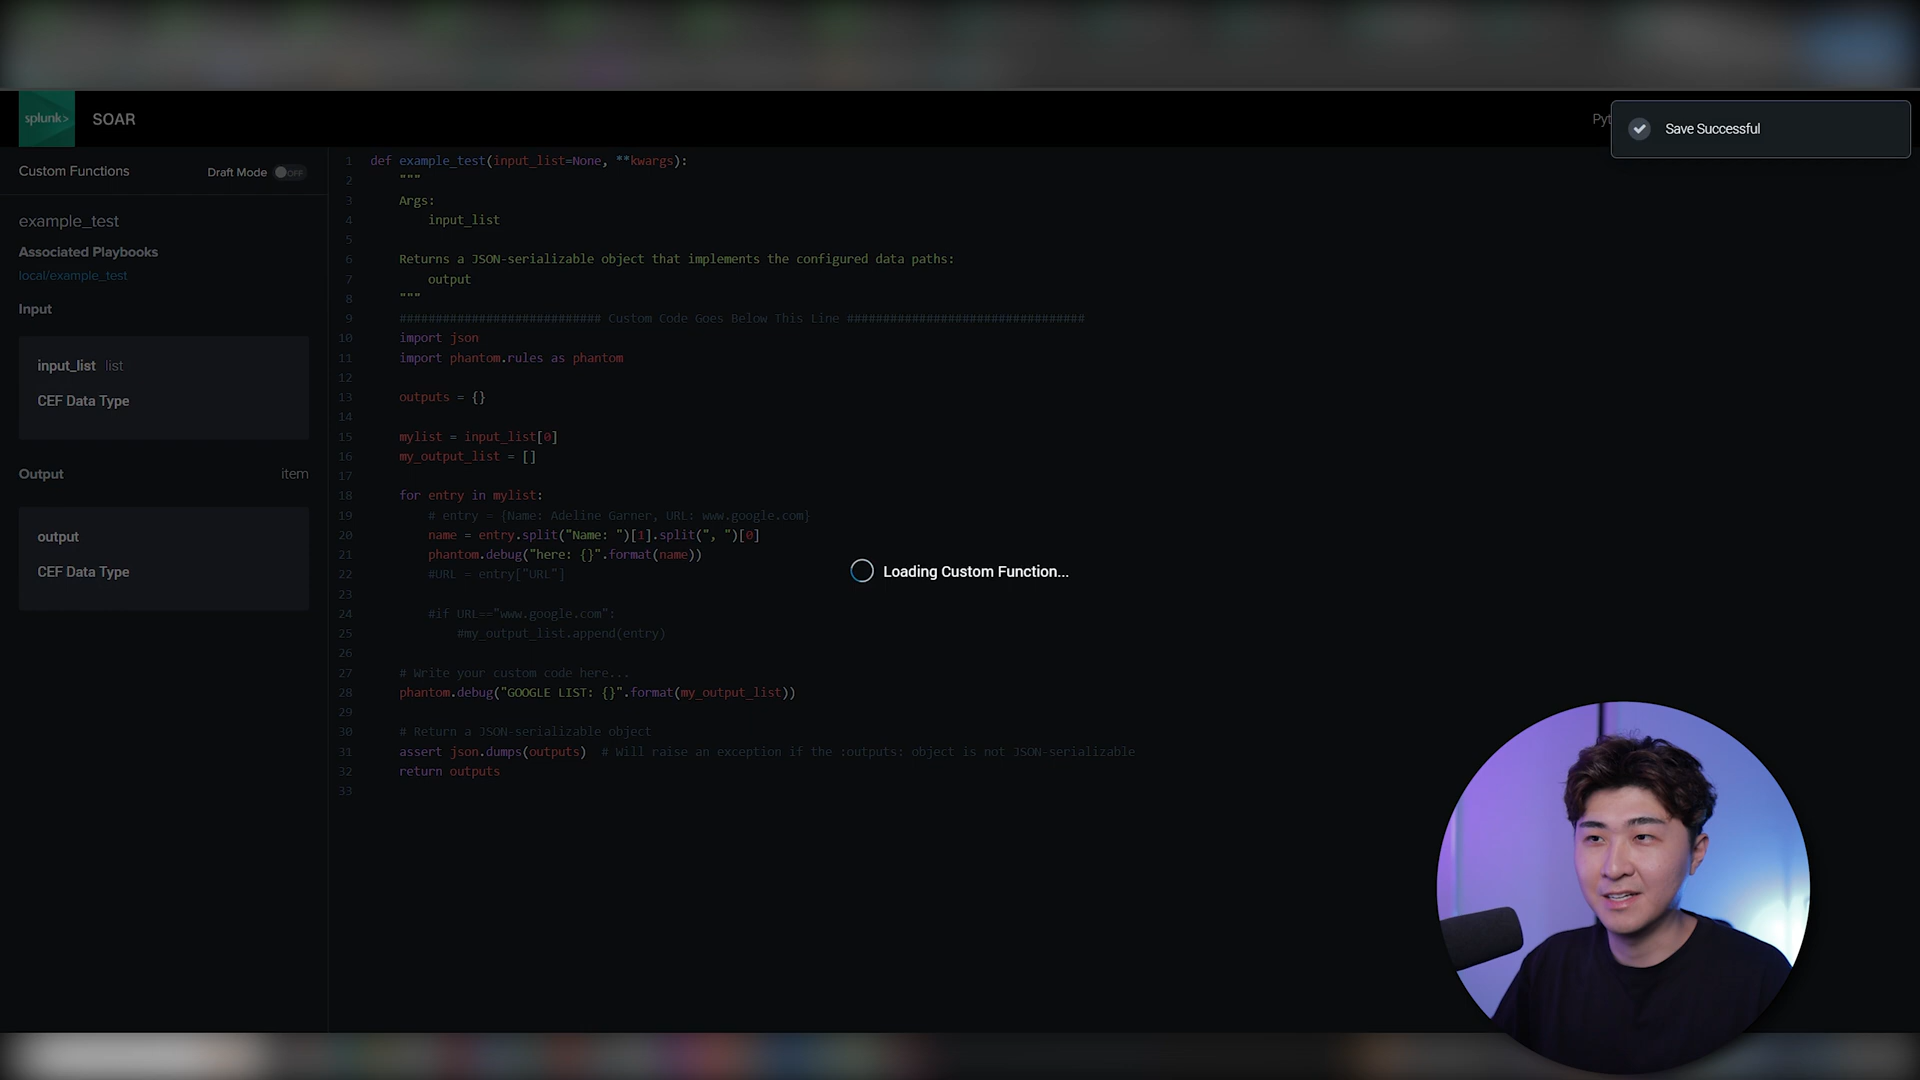 splunk>
SOAR
Pyt
Save Successful
Custom Functions
Draft Mode
OFF
example_test
Associated Playbooks
local/example_test
Input
input_list list
CEF Data Type
Output
item
output
CEF Data Type
1 def example_test(input_list=None, **kwargs):
2 """
3 Args:
4 input_list
5
6 Returns a JSON-serializable object that implements the configured data paths:
7 output
8 """
9 ############################ Custom Code Goes Below This Line #################################
10 import json
11 import phantom.rules as phantom
12
13 outputs = {}
14
15 mylist = input_list[0]
16 my_output_list = []
17
18 for entry in mylist:
19 # entry = {Name: Adeline Garner, URL: www.google.com}
20 name = entry.split("Name: ")[1].split(", ")[0]
21 phantom.debug("here: {}".format(name))
22 #URL = entry["URL"]
23
24 #if URL=="www.google.com":
25 #my_output_list.append(entry)
26
27 # Write your custom code here...
28 phantom.debug("GOOGLE LIST: {}".format(my_output_list))
29
30 # Return a JSON-serializable object
31 assert json.dumps(outputs) # Will raise an exception if the :outputs: object is not JSON-serializable
32 return outputs
33
Loading Custom Function...